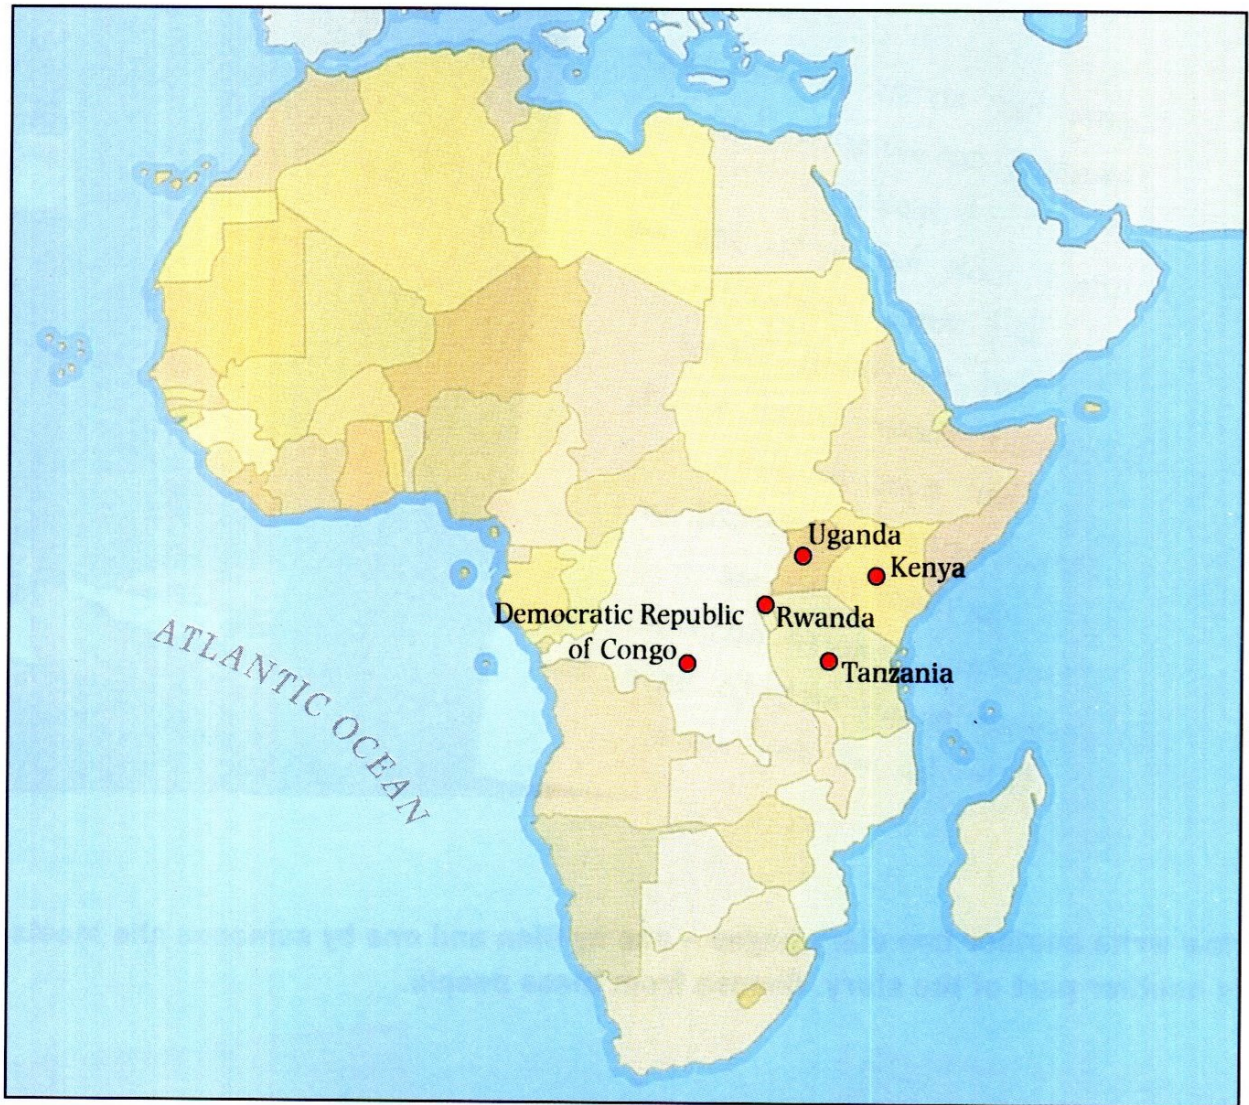 Uganda
Kenya
Democratic Republic
of Congo
Rwanda
Tanzania
ATLANTIC OCEAN